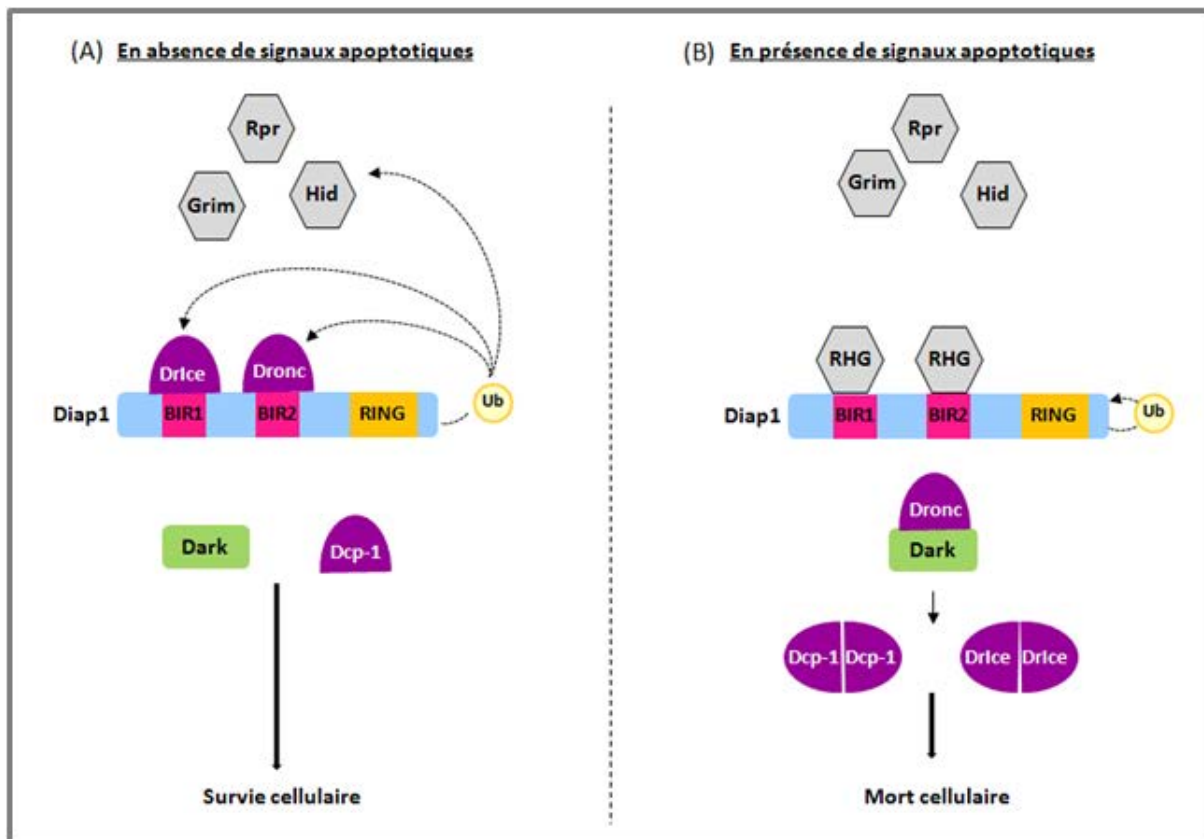 (A) En absence de signaux apoptotiques
Rpr
Hid
Grim
DrIce
Dronc
Ub
Diap1
BIR1
BIR2
RING
Dark
Dcp-1
Survie cellulaire
(B) En présence de signaux apoptotiques
Rpr
Grim
Hid
RHG
RHG
Diap1
BIR1
BIR2
RING
Ub
Dronc
Dark
Dcp-1 Dcp-1
DrIce DrIce
Mort cellulaire